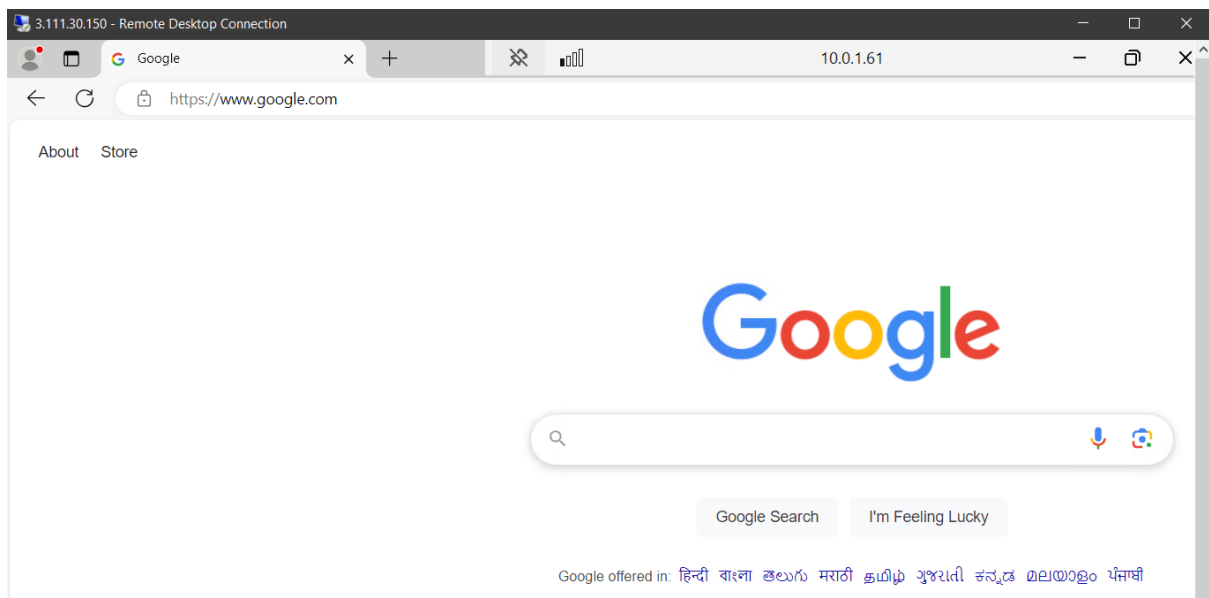 3.111.30.150 - Remote Desktop Connection
Google 10.0.1.61
https://www.google.com
About Store
Google
Google Search I'm Feeling Lucky
Google offered in: हिन्दी বাংলা తెలుగు मराठी தமிழ் ગુજરાતી ಕನ್ನಡ മലയാളം ਪੰਜਾਬੀ